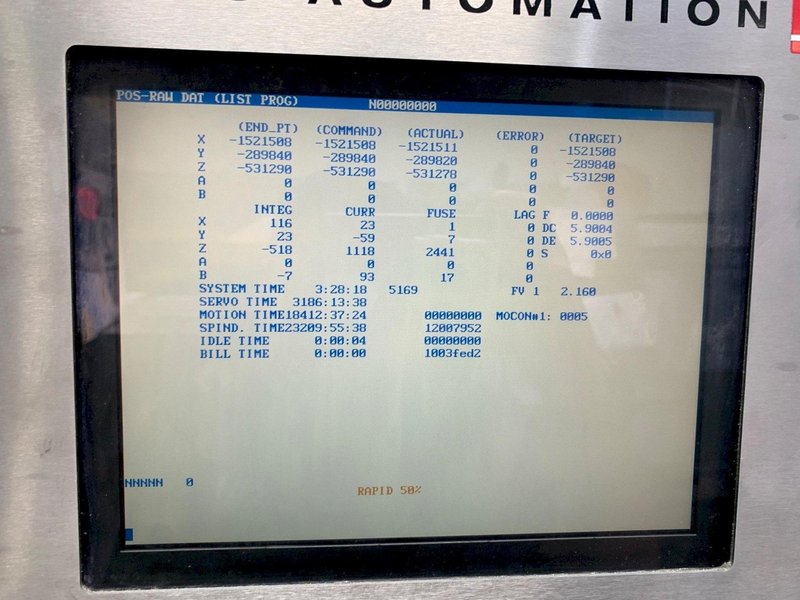 AUTOMATION
POS-RAW DAT (LIST PROG) N00000000
(END_PT) (COMMAND) (ACTUAL) (ERROR) (TARGET)
X -1521508 -1521508 -1521511 0 -1521508
Y -289840 -289840 -289820 0 -289840
Z -531290 -531290 -531278 0 -531290
A 0 0 0 0 0
B 0 0 0 0 0
INTEG CURR FUSE LAG F 0.0000
X 116 23 1 0 DC 5.9004
Y 23 -59 7 0 DE 5.9005
Z -518 1118 2441 0 S 0x0
A 0 0 0 0
B -7 93 17 0
SYSTEM TIME 3:28:18 5169 FV 1 2.160
SERVO TIME 3186:13:38
MOTION TIME18412:37:24 00000000 MOCON#1: 0005
SPIND. TIME23209:55:38 12007952
IDLE TIME 0:00:04 00000000
BILL TIME 0:00:00 1003fed2
NNNNN 0
RAPID 50%